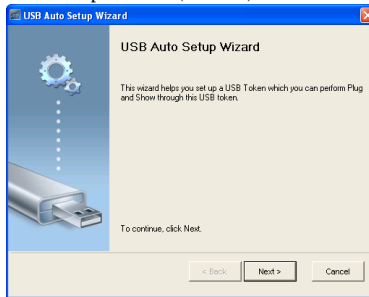 USB Auto Setup Wizard
USB Auto Setup Wizard
This wizard helps you set up a USB Token which you can perform Plug
and Show through this USB token.
To continue, click Next.
< Back
Next >
Cancel